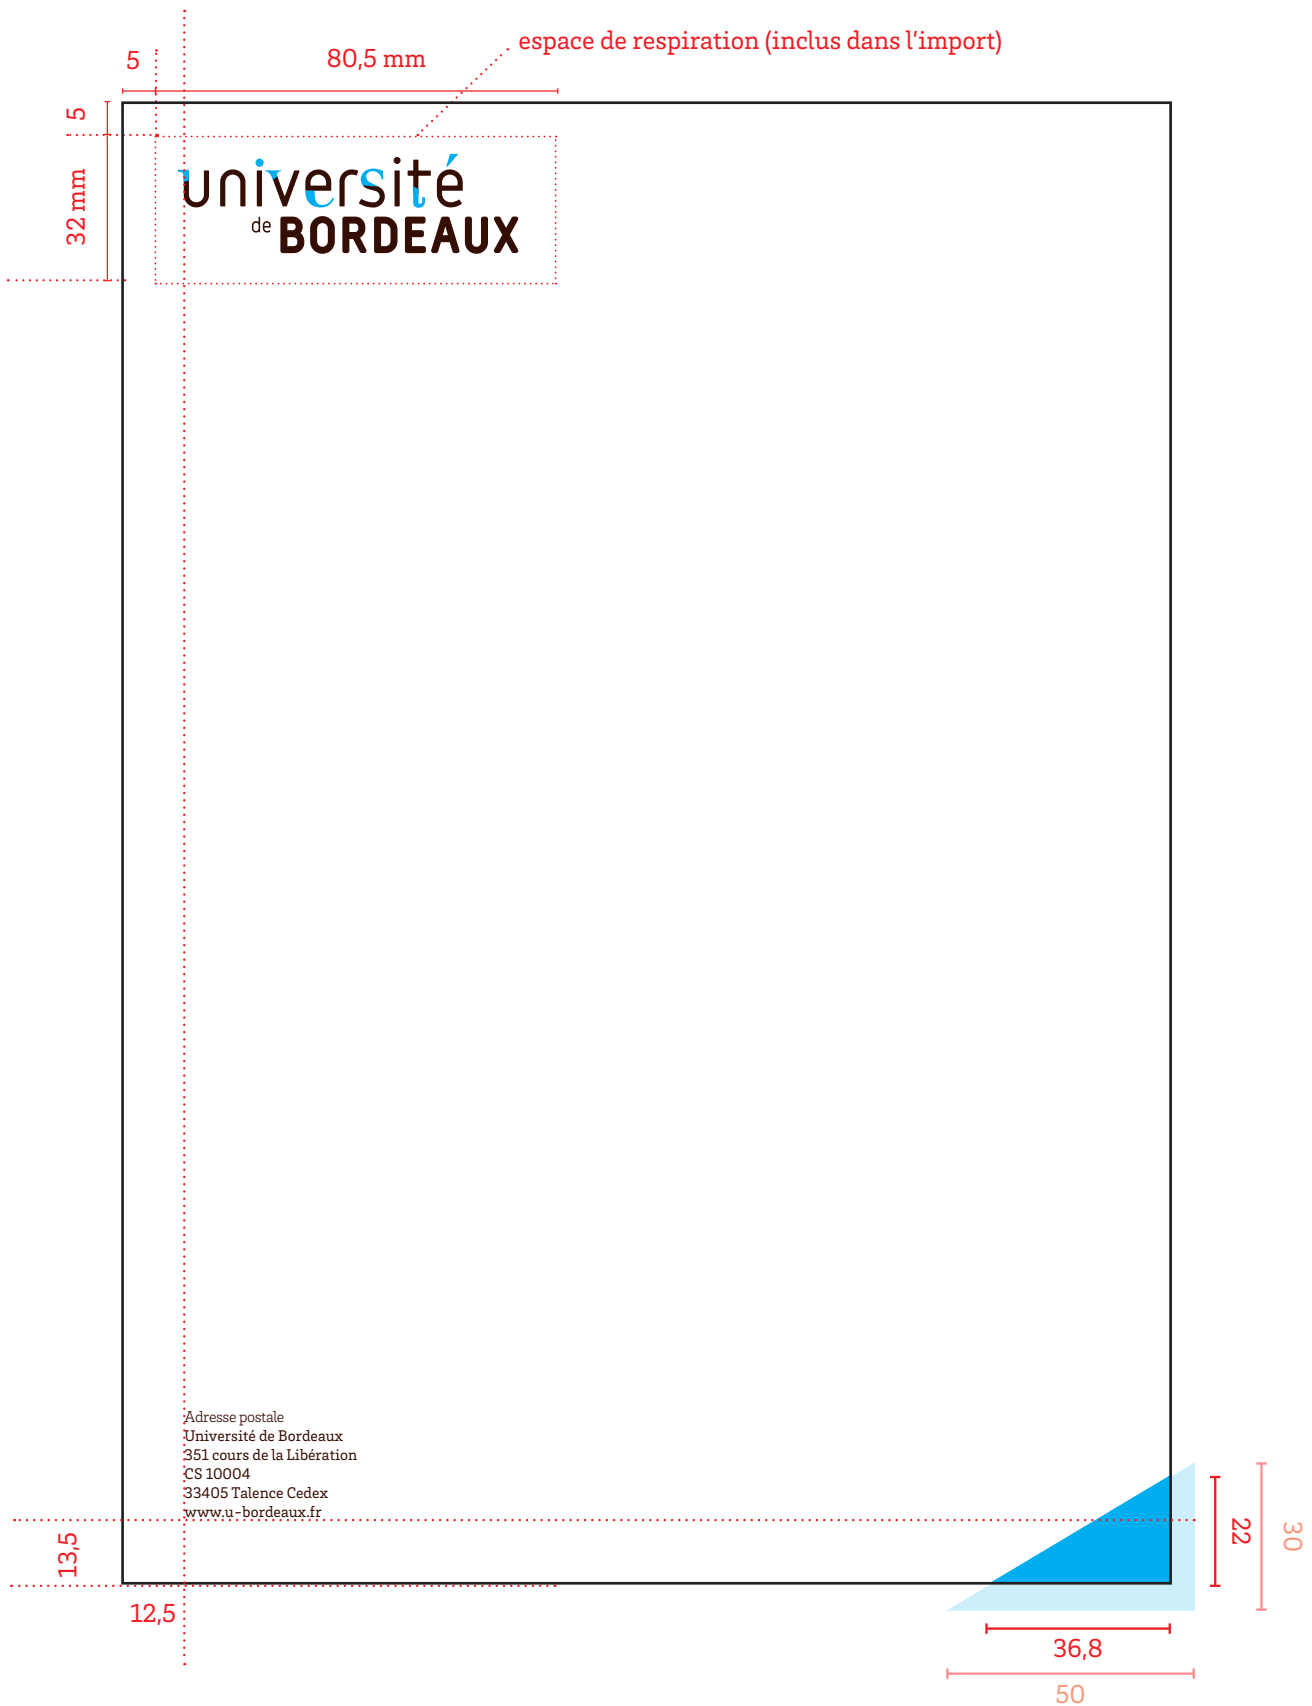 espace de respiration (inclus dans l'import)
5
80,5 mm
5
32 mm
université
de BORDEAUX
Adresse postale
Université de Bordeaux
351 cours de la Libération
CS 10004
33405 Talence Cedex
www.u-bordeaux.fr
13,5
12,5
22
30
36,8
50